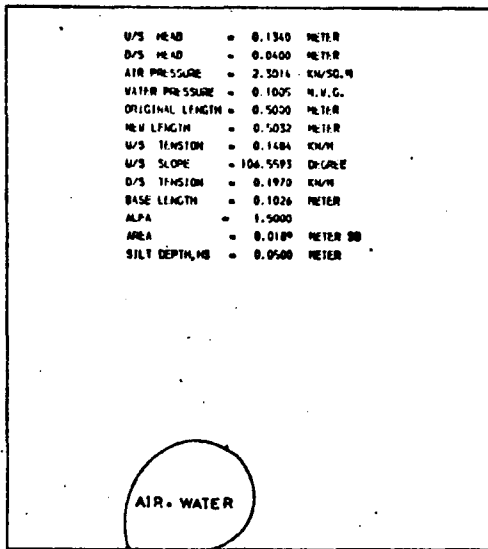 U/S HEAD = 0.1340 METER
D/S HEAD = 0.0400 METER
AIR PRESSURE = 2.3014 KN/SQ.M
WATER PRESSURE = 0.1005 M.W.G.
ORIGINAL LENGTH = 0.5000 METER
NEW LENGTH = 0.5032 METER
U/S TENSION = 0.1484 KN/M
U/S SLOPE = 106.5593 DEGREE
D/S TENSION = 0.1970 KN/M
BASE LENGTH = 0.1026 METER
ALPA = 1.5000
AREA = 0.0189 METER SQ
SILT DEPTH,HS = 0.0500 METER
AIR. WATER